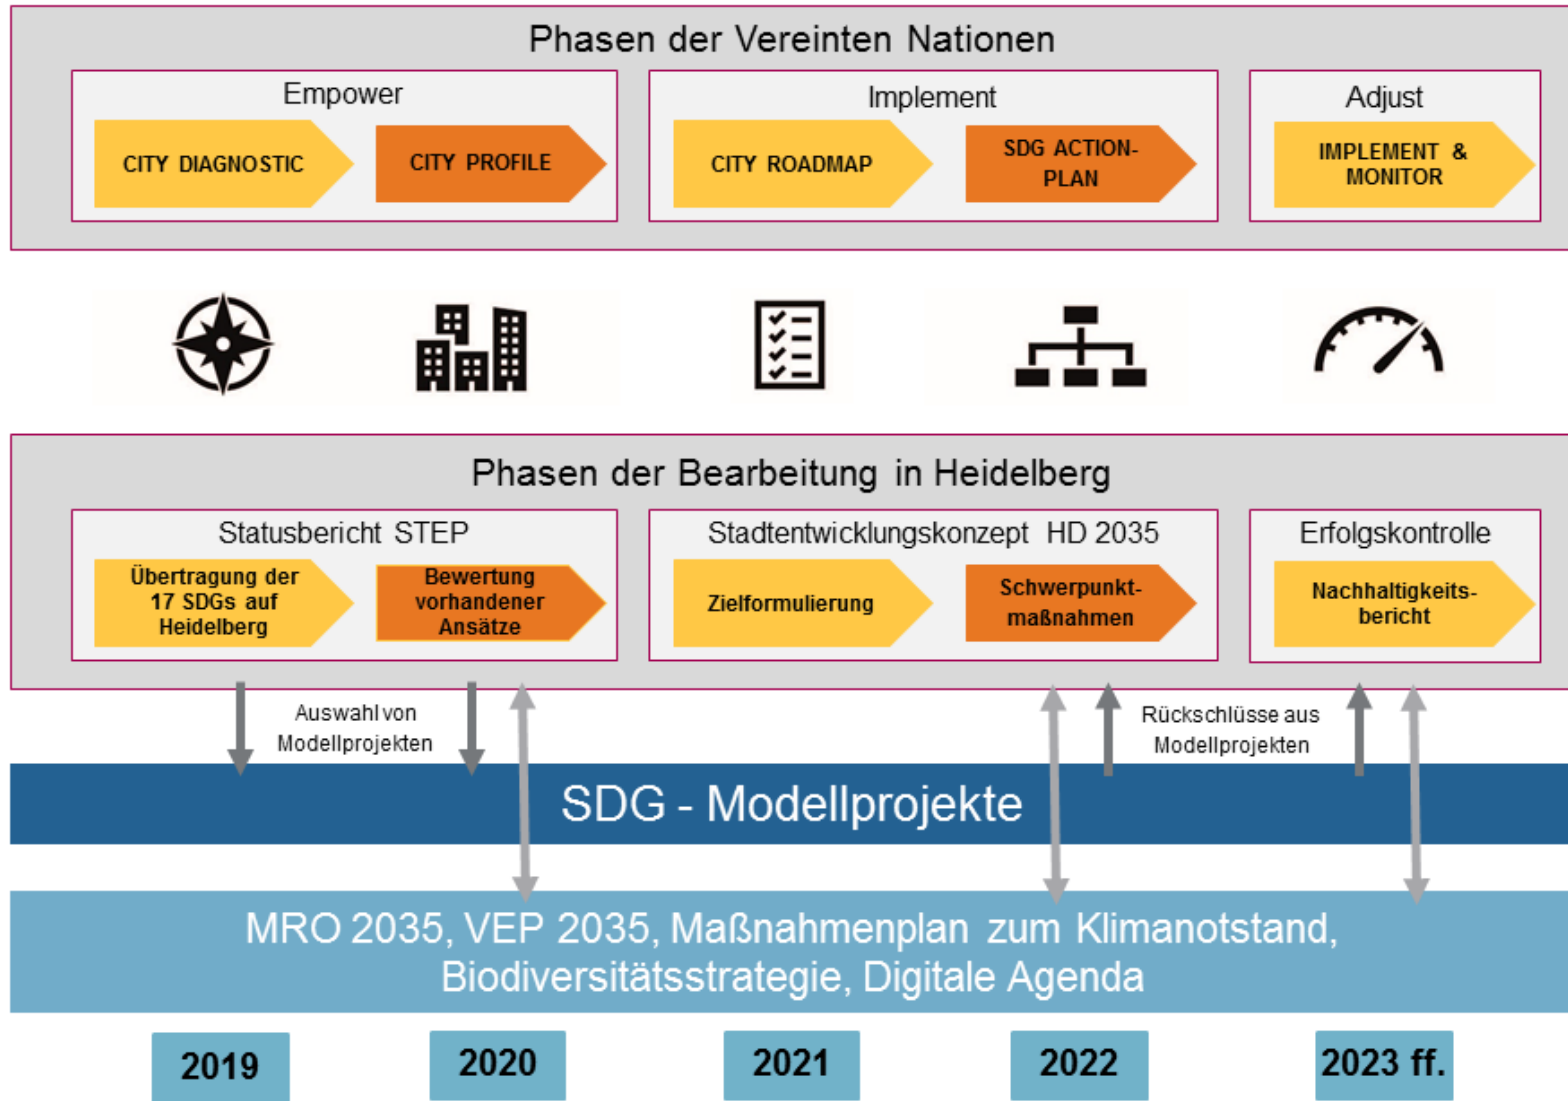 Phasen der Vereinten Nationen
Empower
CITY DIAGNOSTIC
CITY PROFILE
Implement
CITY ROADMAP
SDG ACTION-
PLAN
Adjust
IMPLEMENT &
MONITOR
Phasen der Bearbeitung in Heidelberg
Statusbericht STEP
Übertragung der
17 SDGs auf
Heidelberg
Bewertung
vorhandener
Ansätze
Stadtentwicklungskonzept HD 2035
Zielformulierung
Schwerpunkt-
maßnahmen
Erfolgskontrolle
Nachhaltigkeits-
bericht
Auswahl von
Modellprojekten
Rückschlüsse aus
Modellprojekten
SDG - Modellprojekte
MRO 2035, VEP 2035, Maßnahmenplan zum Klimanotstand,
Biodiversitätsstrategie, Digitale Agenda
2019
2020
2021
2022
2023 ff.